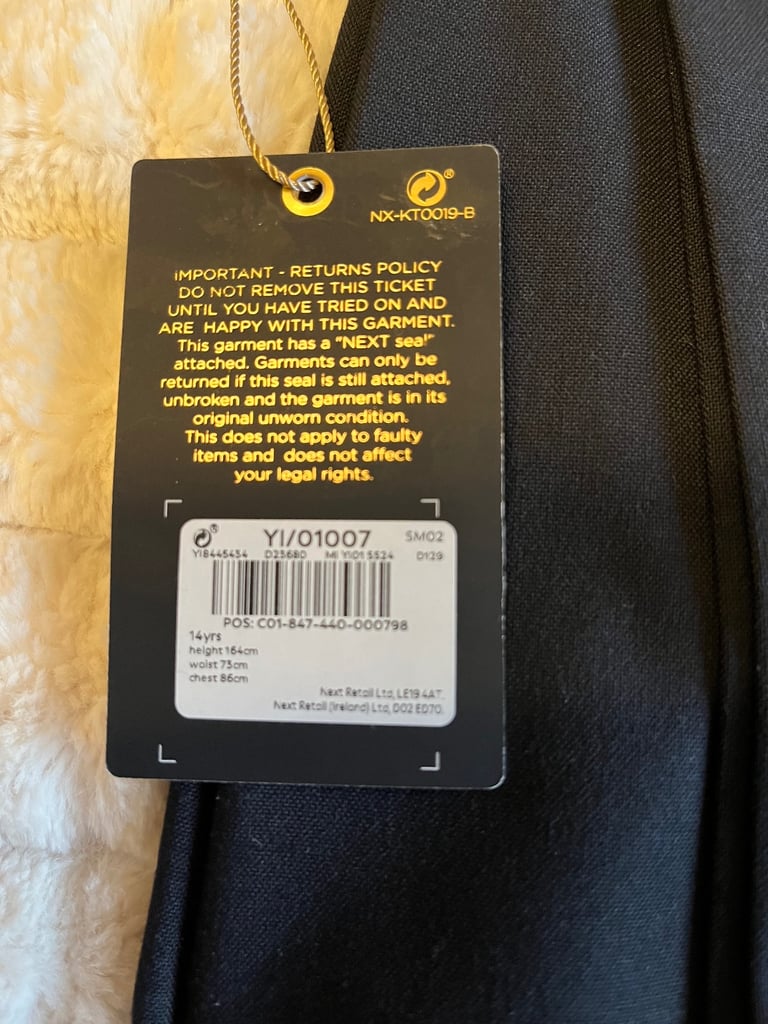 NX-KT0019-B
IMPORTANT - RETURNS POLICY
DO NOT REMOVE THIS TICKET
UNTIL YOU HAVE TRIED ON AND
ARE HAPPY WITH THIS GARMENT.
This garment has a "NEXT seal"
attached. Garments can only be
returned if this seal is still attached,
unbroken and the garment is in its
original unworn condition.
This does not apply to faulty
items and does not affect
your legal rights.
YI/01007 SM02
YI8445454 D2368D MI YI01 5524 D129
POS: C01-847-440-000798
14yrs
height 164cm
waist 73cm
chest 86cm
Next Retail Ltd, LE19 4AT.
Next Retail (Ireland) Ltd, D02 ED70.